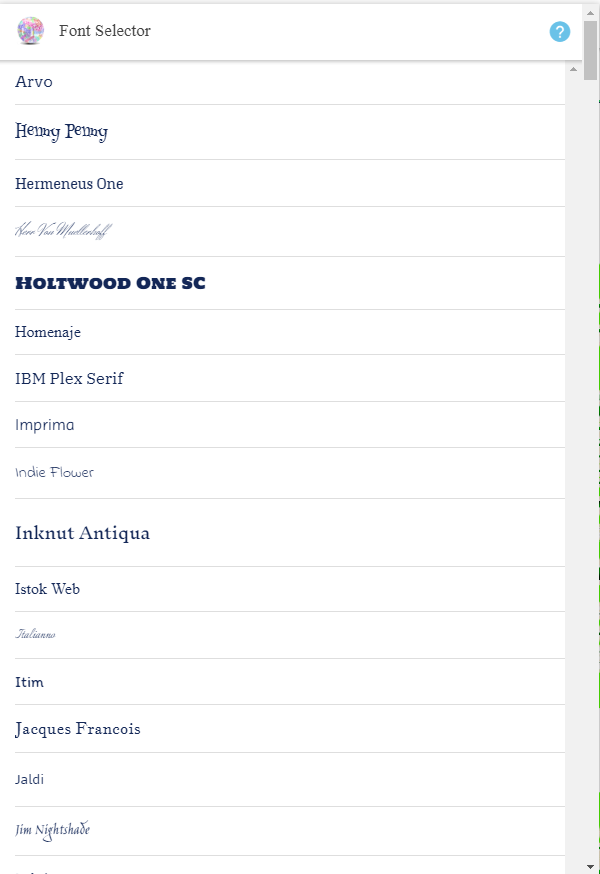 Font Selector
?
Arvo
Henny Penny
Hermeneus One
Herr Von Muellerhoff
Holtwood One SC
Homenaje
IBM Plex Serif
Imprima
Indie Flower
Inknut Antiqua
Istok Web
Italianno
Itim
Jacques Francois
Jaldi
Jim Nightshade